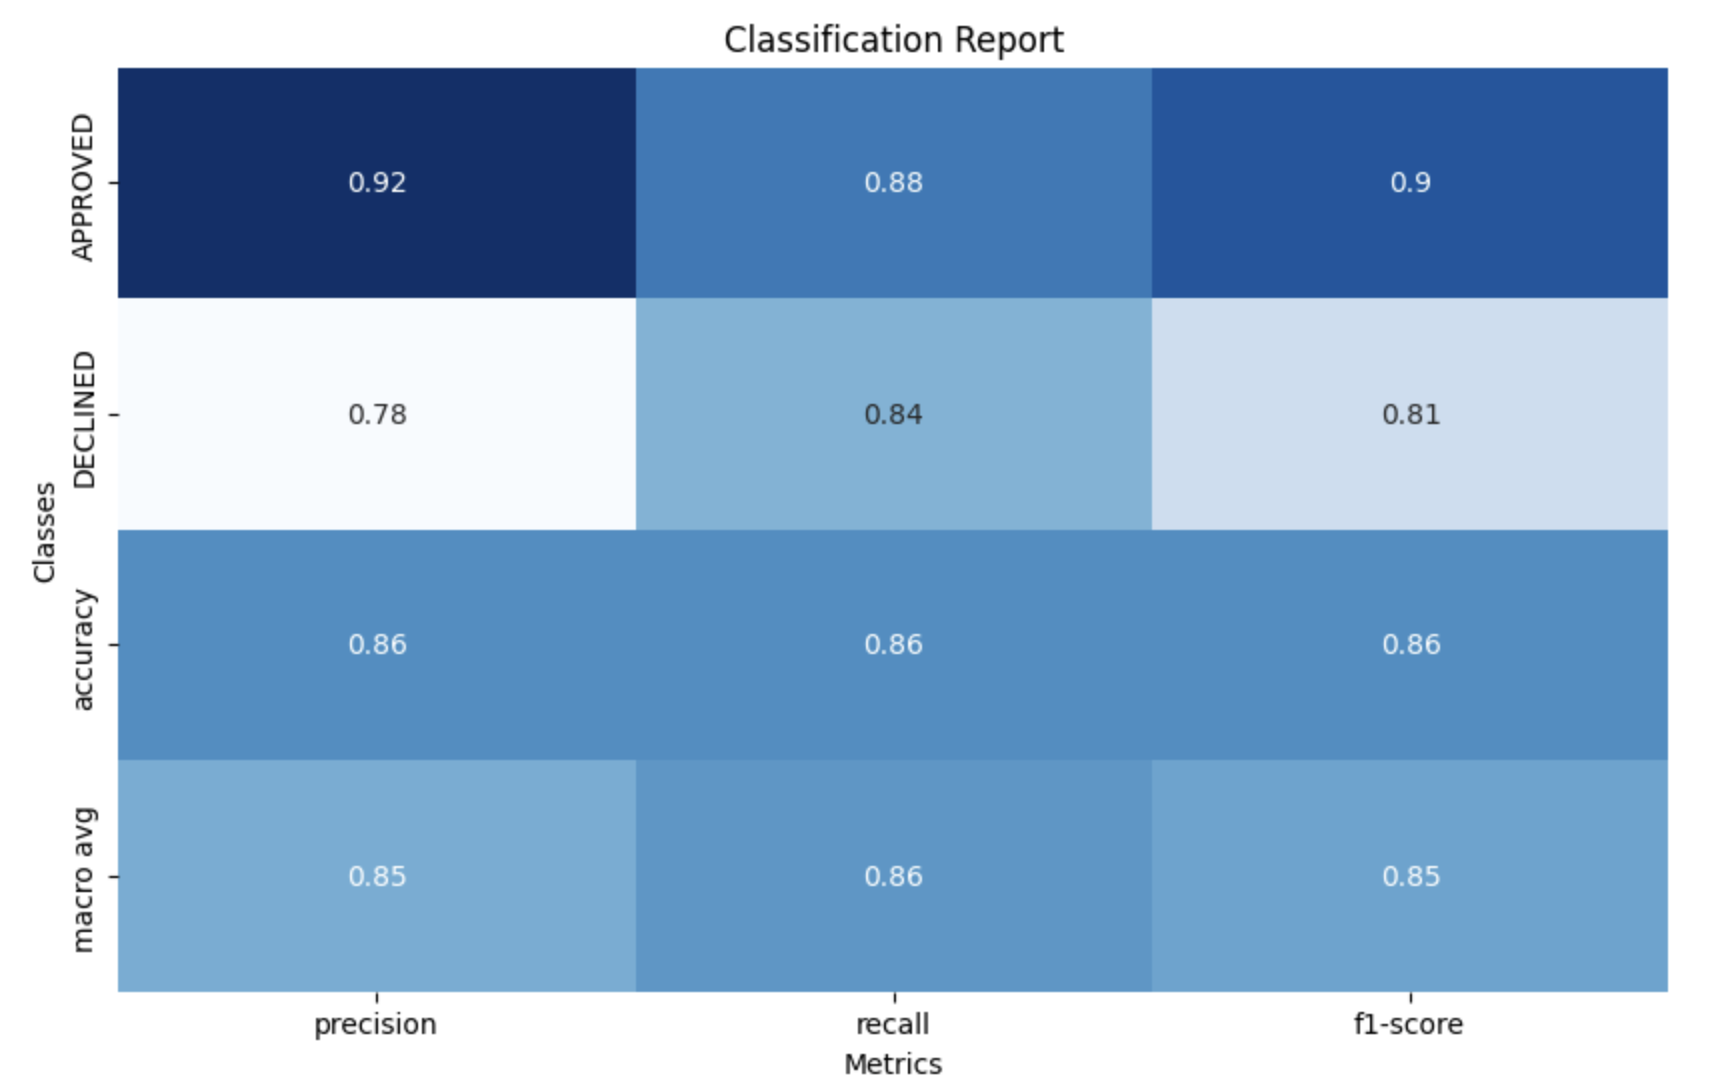 Classification Report
Classes
APPROVED
0.92 0.88 0.9
DECLINED
0.78 0.84 0.81
accuracy
0.86 0.86 0.86
macro avg
0.85 0.86 0.85
precision recall f1-score
Metrics